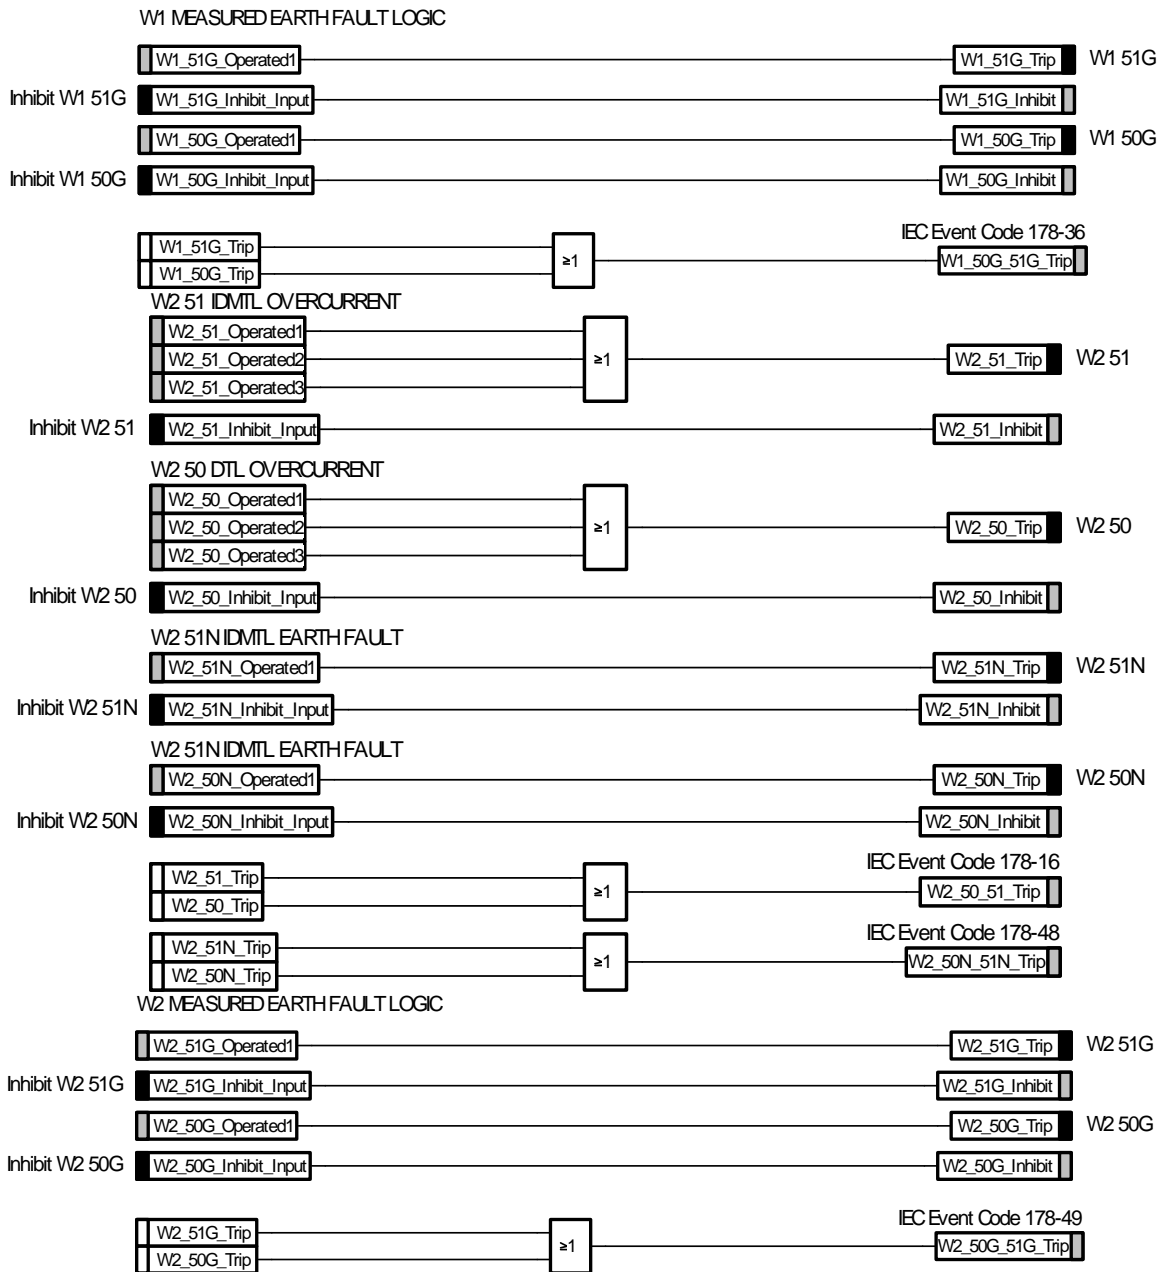 W1 MEASURED EARTH FAULT LOGIC
W1_51G_Operated1 W1_51G_Trip W1 51G
Inhibit W1 51G W1_51G_Inhibit_Input W1_51G_Inhibit
W1_50G_Operated1 W1_50G_Trip W1 50G
Inhibit W1 50G W1_50G_Inhibit_Input W1_50G_Inhibit
IEC Event Code 178-36
W1_51G_Trip
≥1 W1_50G_51G_Trip
W1_50G_Trip
W2 51 IDMTL OVERCURRENT
W2_51_Operated1
W2_51_Operated2 ≥1 W2_51_Trip W2 51
W2_51_Operated3
Inhibit W2 51 W2_51_Inhibit_Input W2_51_Inhibit
W2 50 DTL OVERCURRENT
W2_50_Operated1
W2_50_Operated2 ≥1 W2_50_Trip W2 50
W2_50_Operated3
Inhibit W2 50 W2_50_Inhibit_Input W2_50_Inhibit
W2 51N IDMTL EARTH FAULT
W2_51N_Operated1 W2_51N_Trip W2 51N
Inhibit W2 51N W2_51N_Inhibit_Input W2_51N_Inhibit
W2 51N IDMTL EARTH FAULT
W2_50N_Operated1 W2_50N_Trip W2 50N
Inhibit W2 50N W2_50N_Inhibit_Input W2_50N_Inhibit
IEC Event Code 178-16
W2_51_Trip
≥1 W2_50_51_Trip
W2_50_Trip
IEC Event Code 178-48
W2_51N_Trip
≥1 W2_50N_51N_Trip
W2_50N_Trip
W2 MEASURED EARTH FAULT LOGIC
W2_51G_Operated1 W2_51G_Trip W2 51G
Inhibit W2 51G W2_51G_Inhibit_Input W2_51G_Inhibit
W2_50G_Operated1 W2_50G_Trip W2 50G
Inhibit W2 50G W2_50G_Inhibit_Input W2_50G_Inhibit
IEC Event Code 178-49
W2_51G_Trip
≥1 W2_50G_51G_Trip
W2_50G_Trip